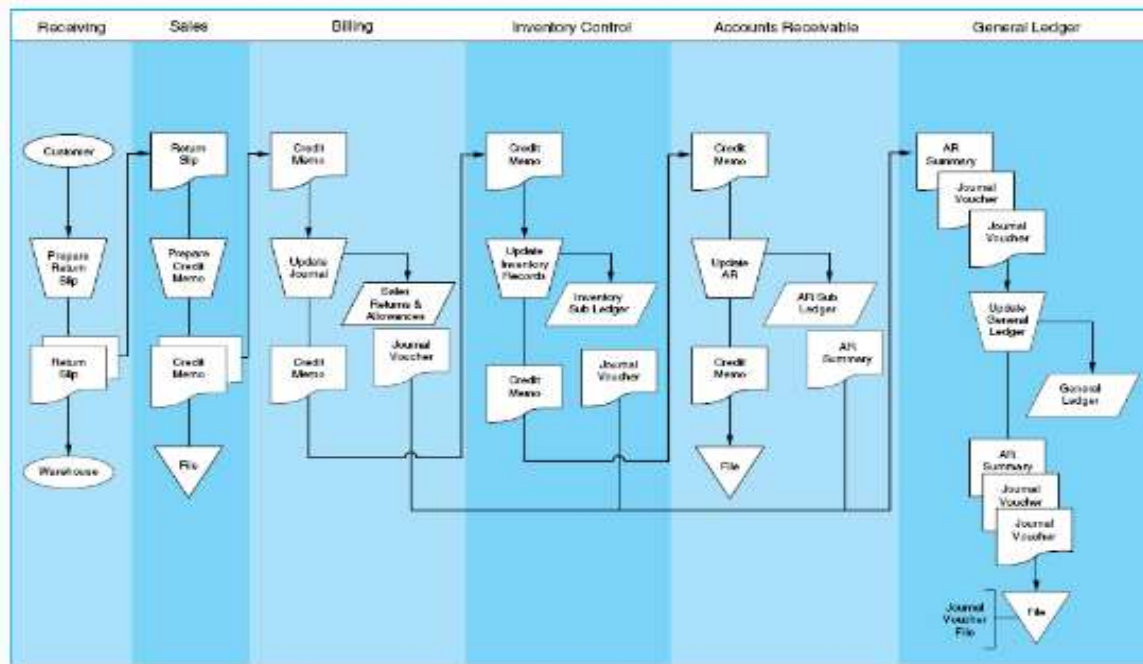 Receiving
Sales
Billing
Inventory Control
Accounts Receivable
General Ledger
Customer
Prepare
Return
Slip
Return
Slip
Warehouse
Return
Slip
Prepare
Credit
Memo
Credit
Memo
File
Credit
Memo
Update
Journal
Sales
Returns &
Allowances
Credit
Memo
Journal
Voucher
Credit
Memo
Update
Inventory
Records
Inventory
Sub Ledger
Credit
Memo
Journal
Voucher
Credit
Memo
Update
AR
AR Sub
Ledger
Credit
Memo
AR
Summary
File
AR
Summary
Journal
Voucher
Journal
Voucher
Update
General
Ledger
General
Ledger
AR
Summary
Journal
Voucher
Journal
Voucher
Journal
Voucher
File
File